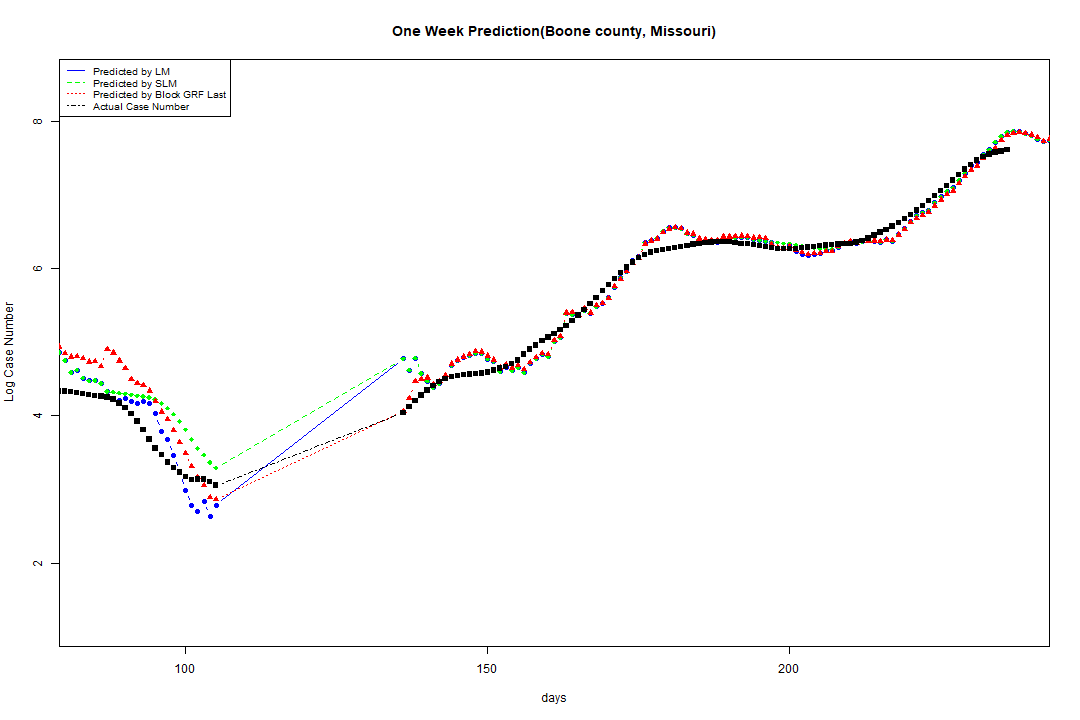 One Week Prediction(Boone county, Missouri)
Predicted by LM
Predicted by SLM
Predicted by Block GRF Last
Actual Case Number
8
6
4
2
Log Case Number
100
150
200
days